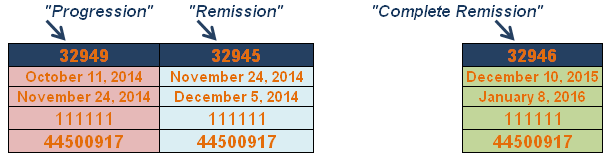 "Progression" "Remission" "Complete Remission"
32949 32945 32946
October 11, 2014 November 24, 2014 December 10, 2015
November 24, 2014 December 5, 2014 January 8, 2016
111111 111111 111111
44500917 44500917 44500917